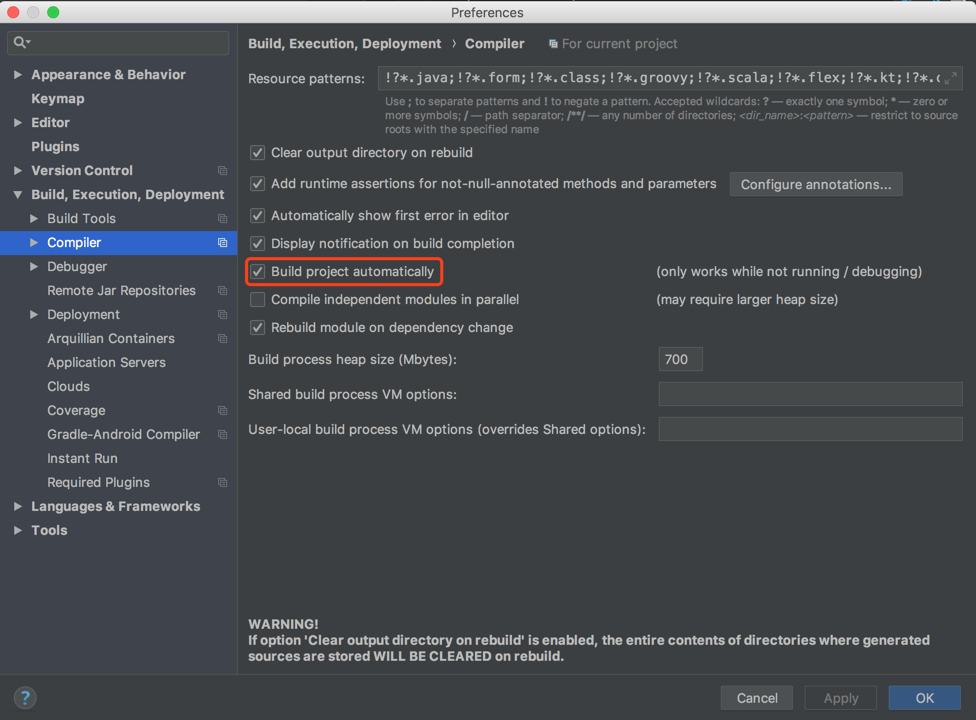 Preferences
Appearance & Behavior
Keymap
Editor
Plugins
Version Control
Build, Execution, Deployment
Build Tools
Compiler
Debugger
Remote Jar Repositories
Deployment
Arquillian Containers
Application Servers
Clouds
Coverage
Gradle-Android Compiler
Instant Run
Required Plugins
Languages & Frameworks
Tools
Build, Execution, Deployment › Compiler For current project
Resource patterns: !?*.java;!?*.form;!?*.class;!?*.groovy;!?*.scala;!?*.flex;!?*.kt;!?*.
Use ; to separate patterns and ! to negate a pattern. Accepted wildcards: ? — exactly one symbol; * — zero or
more symbols; / — path separator; /**/ — any number of directories; <dir_name>:<pattern> — restrict to source
roots with the specified name
Clear output directory on rebuild
Add runtime assertions for not-null-annotated methods and parameters Configure annotations...
Automatically show first error in editor
Display notification on build completion
Build project automatically (only works while not running / debugging)
Compile independent modules in parallel (may require larger heap size)
Rebuild module on dependency change
Build process heap size (Mbytes): 700
Shared build process VM options:
User-local build process VM options (overrides Shared options):
WARNING!
If option 'Clear output directory on rebuild' is enabled, the entire contents of directories where generated
sources are stored WILL BE CLEARED on rebuild.
? Cancel Apply OK